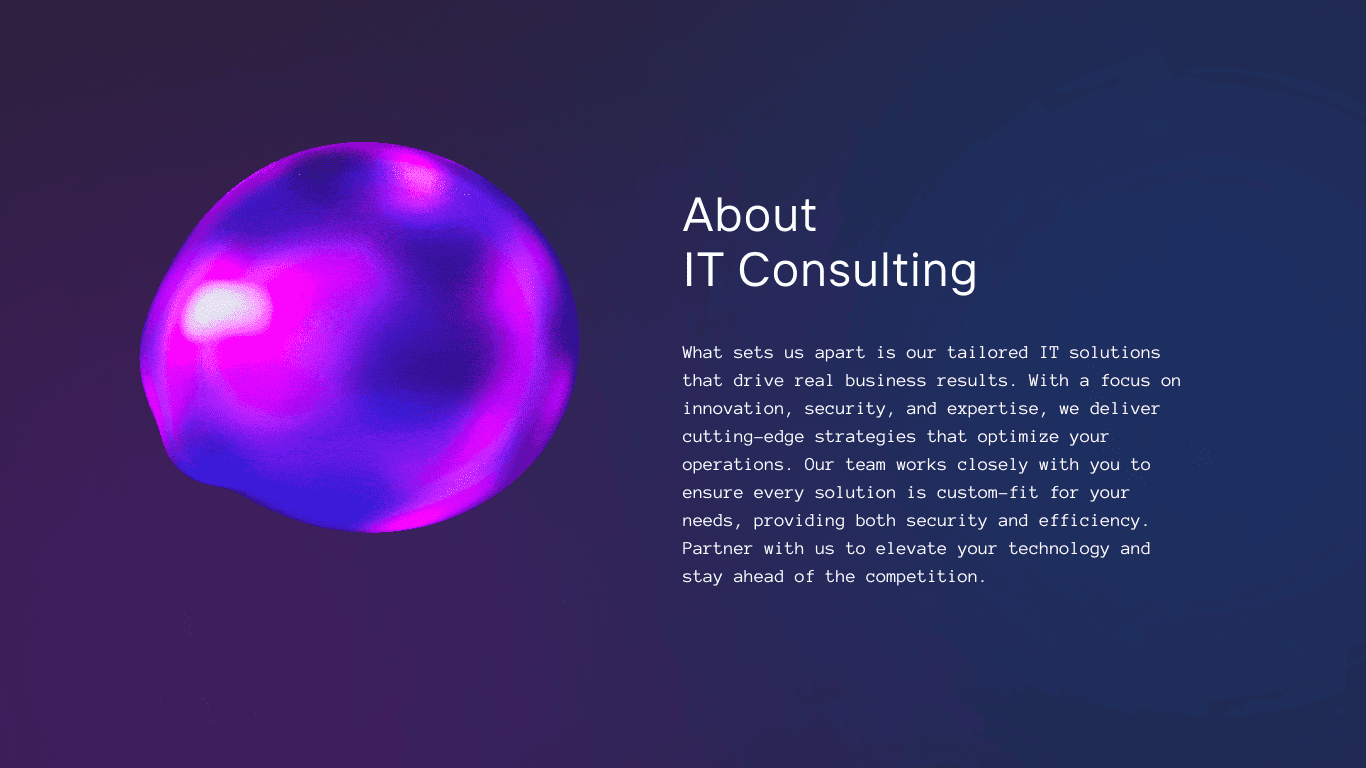 About
IT Consulting
What sets us apart is our tailored IT solutions
that drive real business results. With a focus on
innovation, security, and expertise, we deliver
cutting-edge strategies that optimize your
operations. Our team works closely with you to
ensure every solution is custom-fit for your
needs, providing both security and efficiency.
Partner with us to elevate your technology and
stay ahead of the competition.